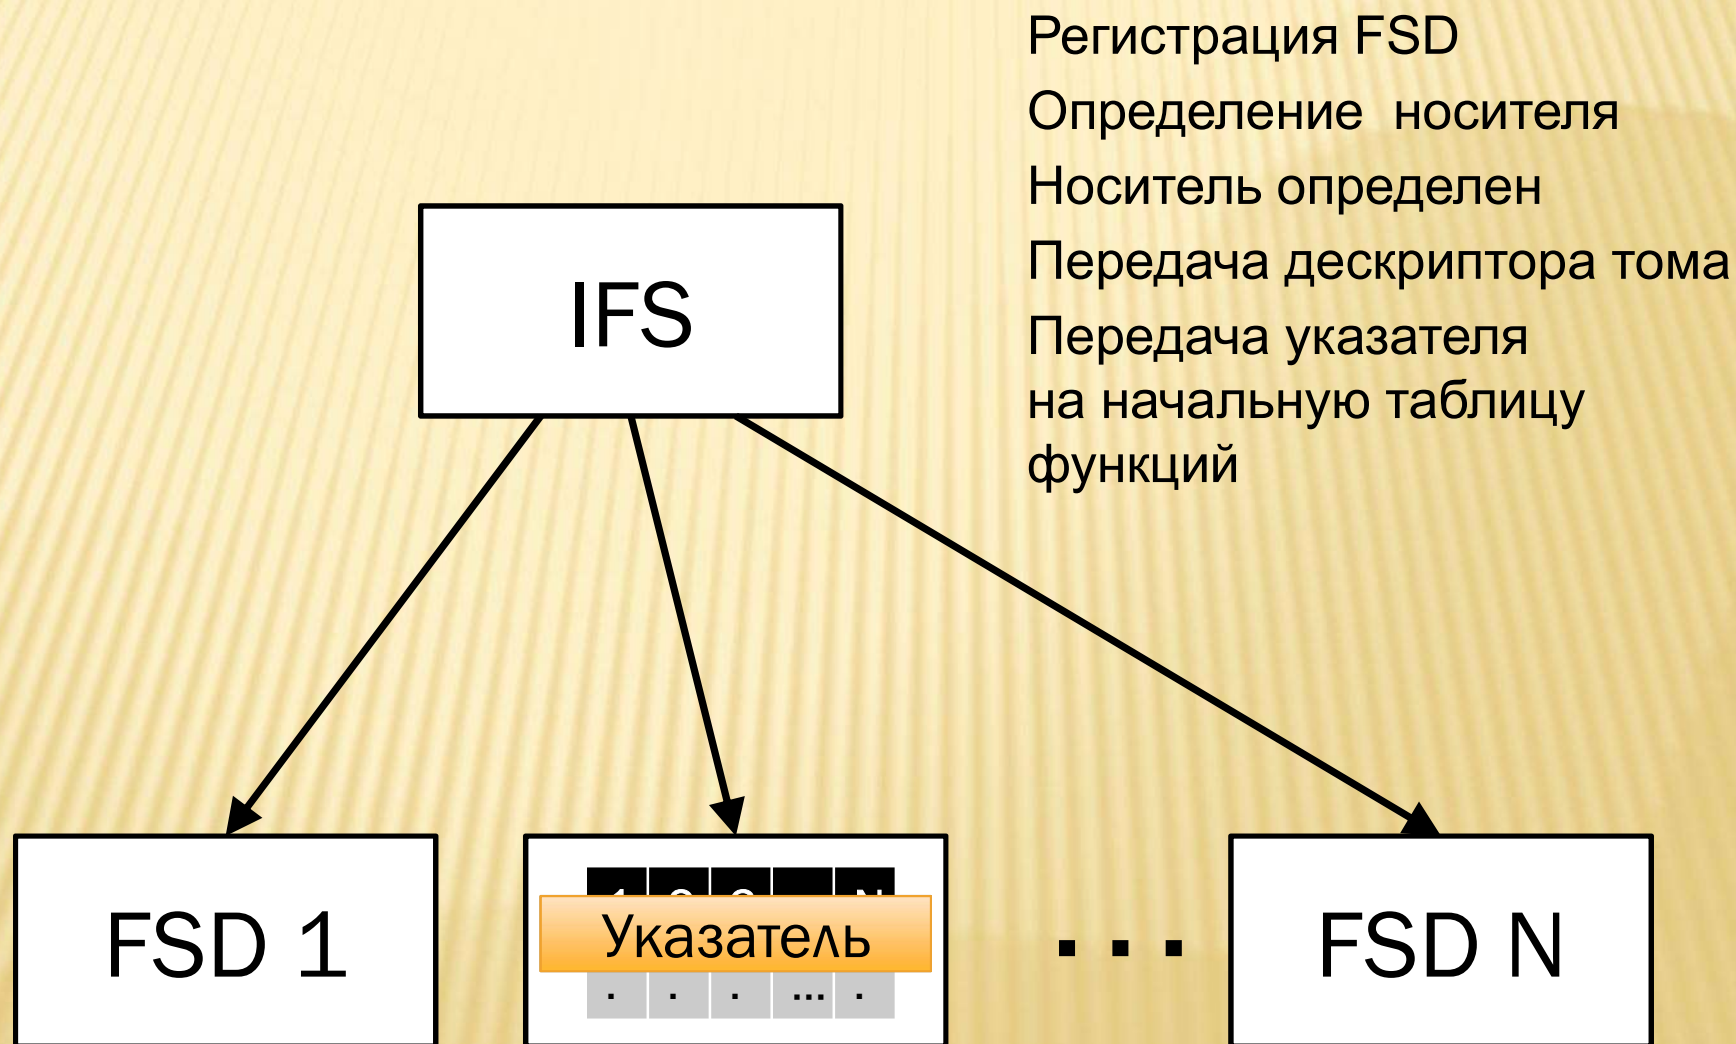 Регистрация FSD
Определение носителя
Носитель определен
Передача дескриптора тома
Передача указателя
на начальную таблицу
функций
IFS
FSD 1
Указатель
. . . ... .
...
FSD N